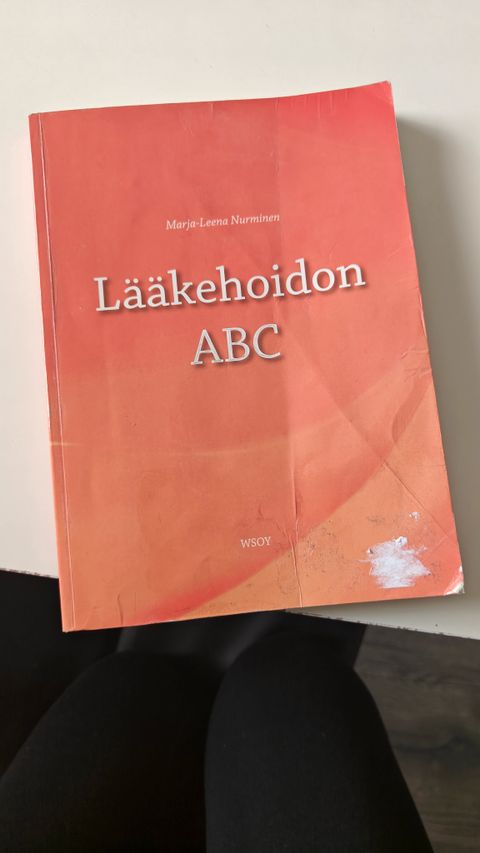 Marja-Leena Nurminen
Lääkehoidon
ABC
WSOY